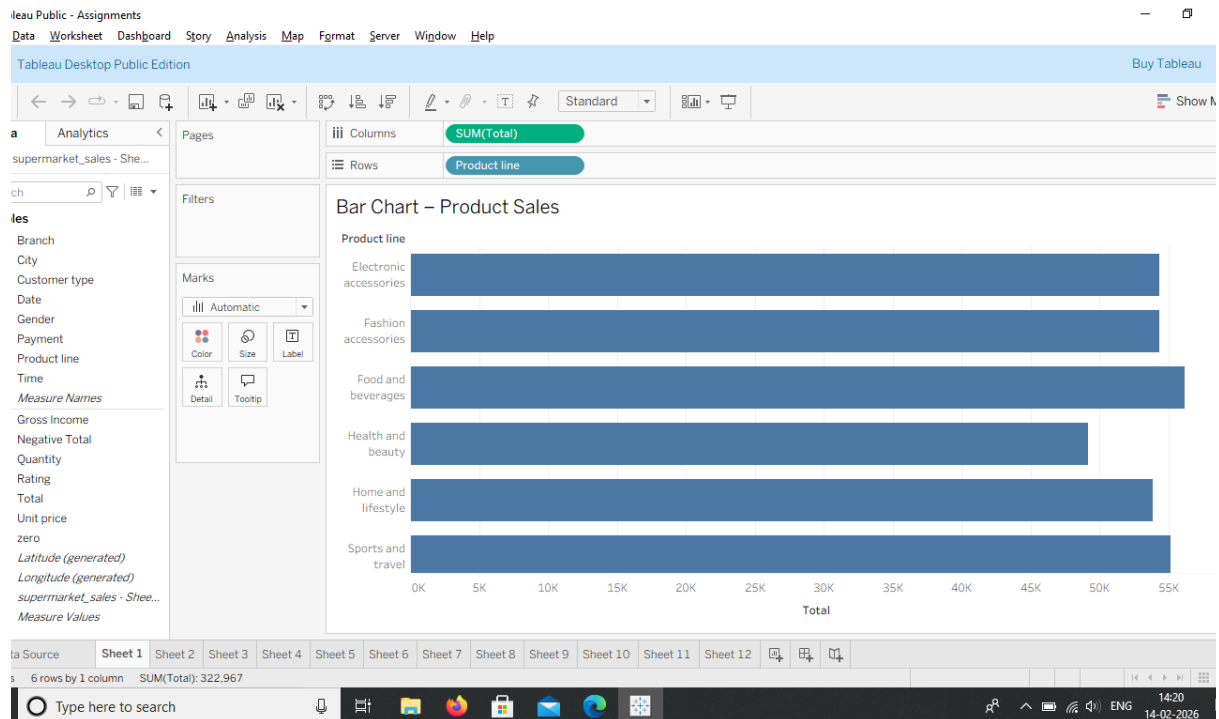 leau Public - Assignments
Data Worksheet Dashboard Story Analysis Map Format Server Window Help
Tableau Desktop Public Edition
Buy Tableau
Standard
Show M
a
Analytics
supermarket_sales - She...
ch
les
Branch
City
Customer type
Date
Gender
Payment
Product line
Time
Measure Names
Gross Income
Negative Total
Quantity
Rating
Total
Unit price
zero
Latitude (generated)
Longitude (generated)
supermarket_sales - Shee...
Measure Values
Pages
Filters
Marks
Automatic
Color Size Label
Detail Tooltip
Columns SUM(Total)
Rows Product line
Bar Chart – Product Sales
Product line
Electronic
accessories
Fashion
accessories
Food and
beverages
Health and
beauty
Home and
lifestyle
Sports and
travel
0K 5K 10K 15K 20K 25K 30K 35K 40K 45K 50K 55K
Total
ta Source Sheet 1 Sheet 2 Sheet 3 Sheet 4 Sheet 5 Sheet 6 Sheet 7 Sheet 8 Sheet 9 Sheet 10 Sheet 11 Sheet 12
s 6 rows by 1 column SUM(Total): 322,967
Type here to search
ENG
14:20
14-02-2026